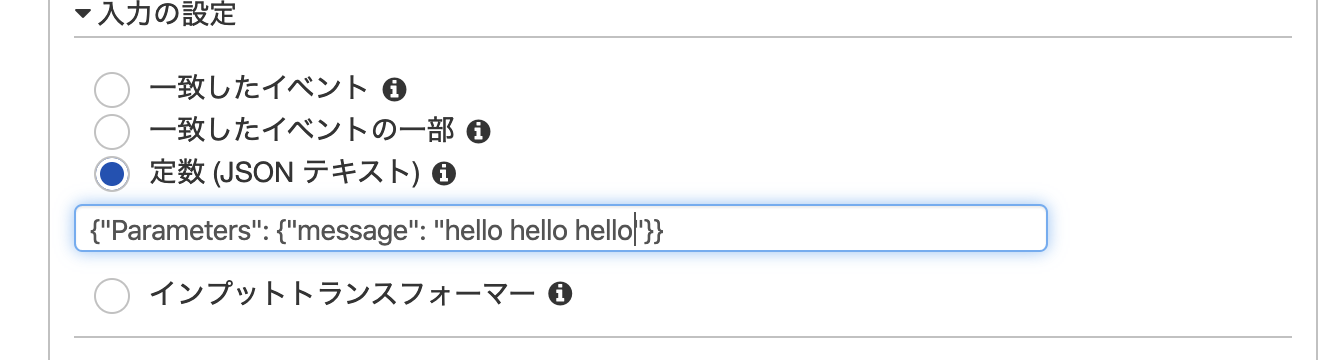 入力の設定
一致したイベント
一致したイベントの一部
定数 (JSON テキスト)
{"Parameters": {"message": "hello hello hello"}}
インプットトランスフォーマー